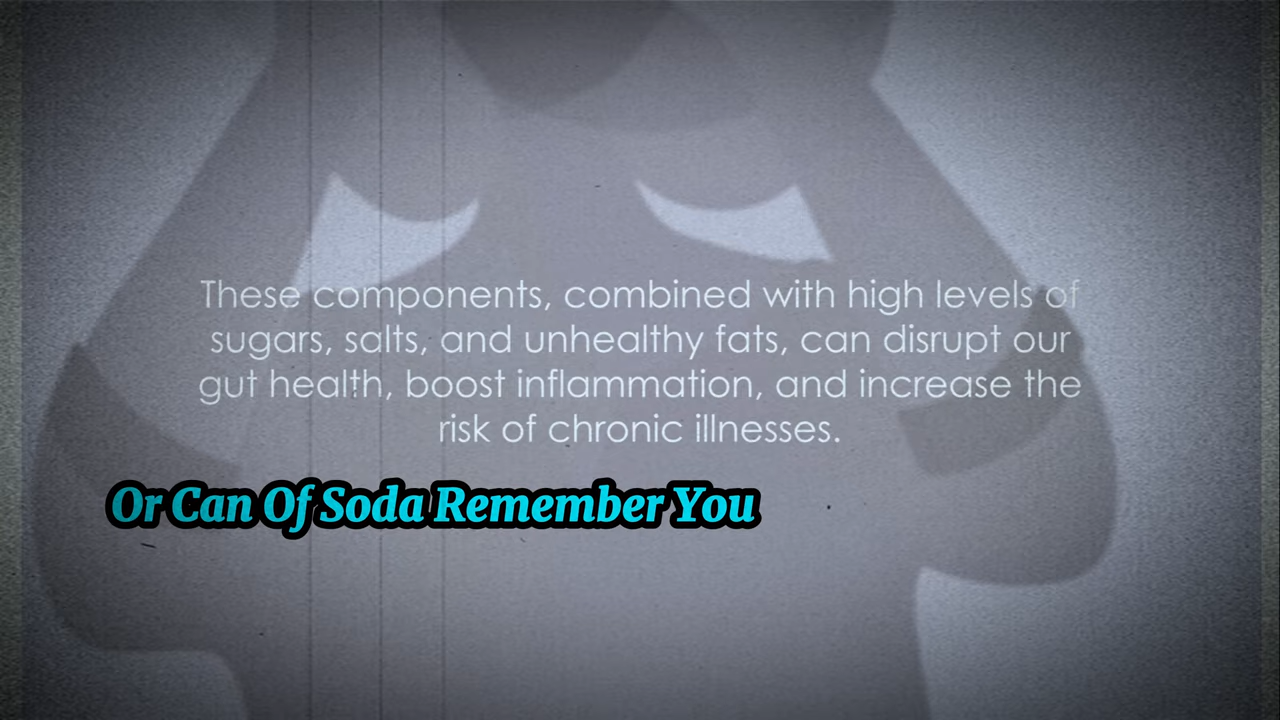 These components, combined with high levels of
sugars, salts, and unhealthy fats, can disrupt our
gut health, boost inflammation, and increase the
risk of chronic illnesses.
Or Can Of Soda Remember You